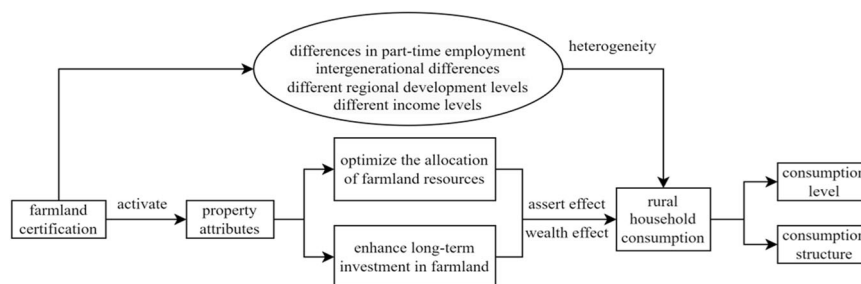 differences in part-time employment
intergenerational differences
different regional development levels
different income levels
heterogeneity
optimize the allocation
of farmland resources
farmland
certification
activate
property
attributes
assert effect
wealth effect
rural
household
consumption
consumption
level
enhance long-term
investment in farmland
consumption
structure